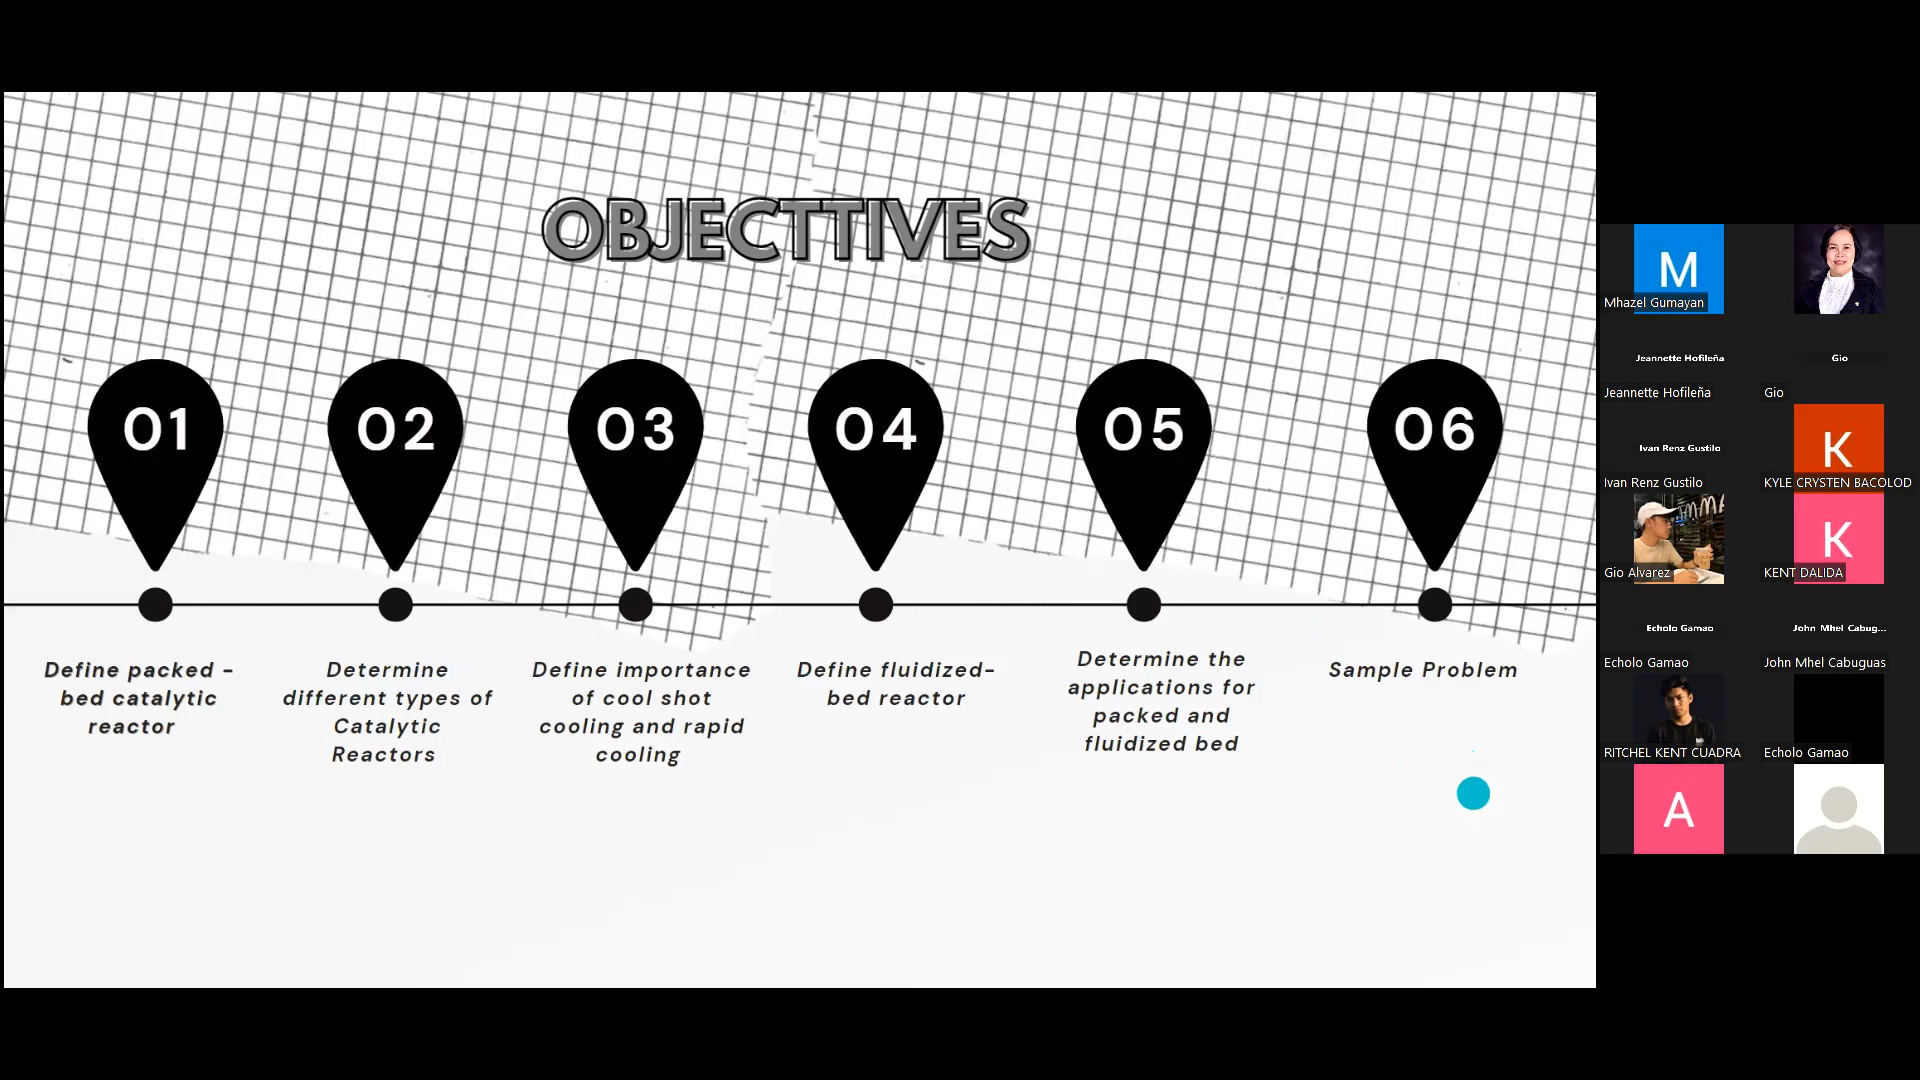 OBJECTTIVES
01
02
03
04
05
06
Define packed -
bed catalytic
reactor
Determine
different types of
Catalytic
Reactors
Define importance
of cool shot
cooling and rapid
cooling
Define fluidized-
bed reactor
Determine the
applications for
packed and
fluidized bed
Sample Problem
M
Mhazel Gumayan
Jeannette Hofileña
Gio
Jeannette Hofileña
Gio
Ivan Renz Gustilo
K
Ivan Renz Gustilo
KYLE CRYSTEN BACOLOD
K
Gio Alvarez
KENT DALIDA
Echolo Gamao
John Mhel Cabug...
Echolo Gamao
John Mhel Cabuguas
RITCHEL KENT CUADRA
Echolo Gamao
A